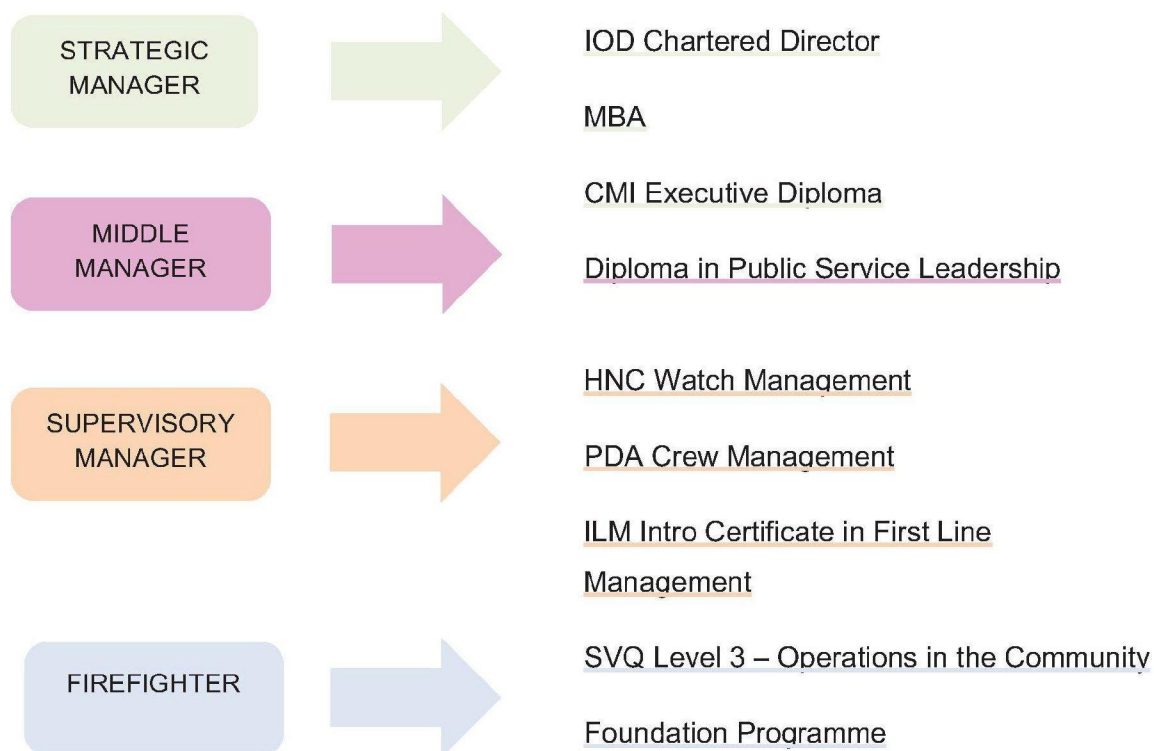 STRATEGIC
MANAGER
IOD Chartered Director
MBA
CMI Executive Diploma
MIDDLE
MANAGER
Diploma in Public Service Leadership
SUPERVISORY
MANAGER
HNC Watch Management
PDA Crew Management
ILM Intro Certificate in First Line
Management
FIREFIGHTER
SVQ Level 3 – Operations in the Community
Foundation Programme